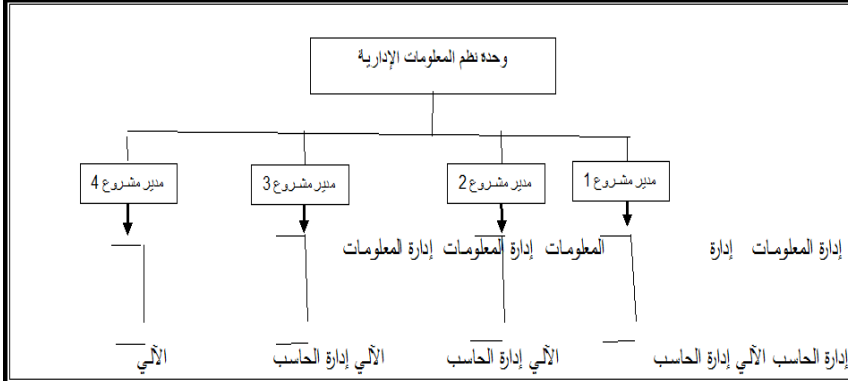 وحدة نظم المعلومات الإدارية
مدير مشروع 1
مدير مشروع 2
مدير مشروع 3
مدير مشروع 4
إدارة المعلومات إدارة المعلومات إدارة المعلومات إدارة المعلومات
إدارة الحاسب الآلي إدارة الحاسب الآلي إدارة الحاسب الآلي إدارة الحاسب الآلي